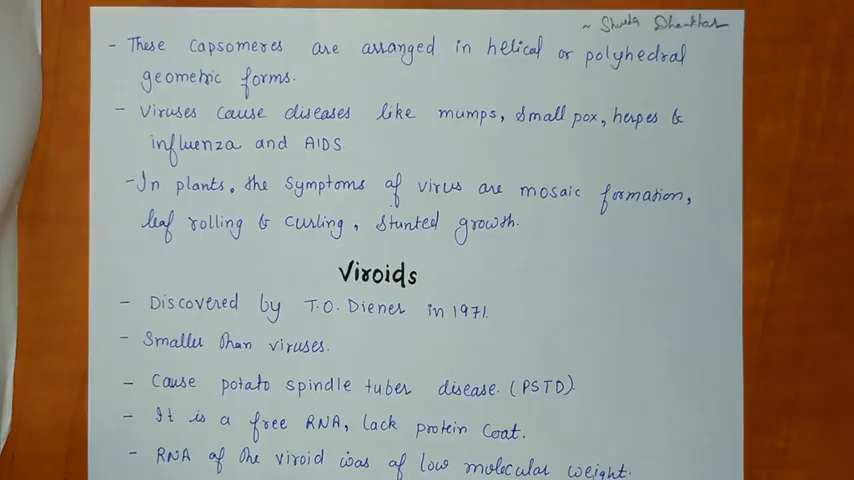 ~ Shweta Dhankhar
- These capsomeres are arranged in helical or polyhedral
geometric forms.
- Viruses cause diseases like mumps, small pox, herpes &
influenza and AIDS
- In plants, the symptoms of virus are mosaic formation,
leaf rolling & curling, stunted growth.
Viroids
- Discovered by T.O. Diener in 1971.
- Smaller than viruses.
- Cause potato spindle tuber disease. (PSTD)
- It is a free RNA, lack protein coat.
- RNA of the viroid was of low molecular weight.